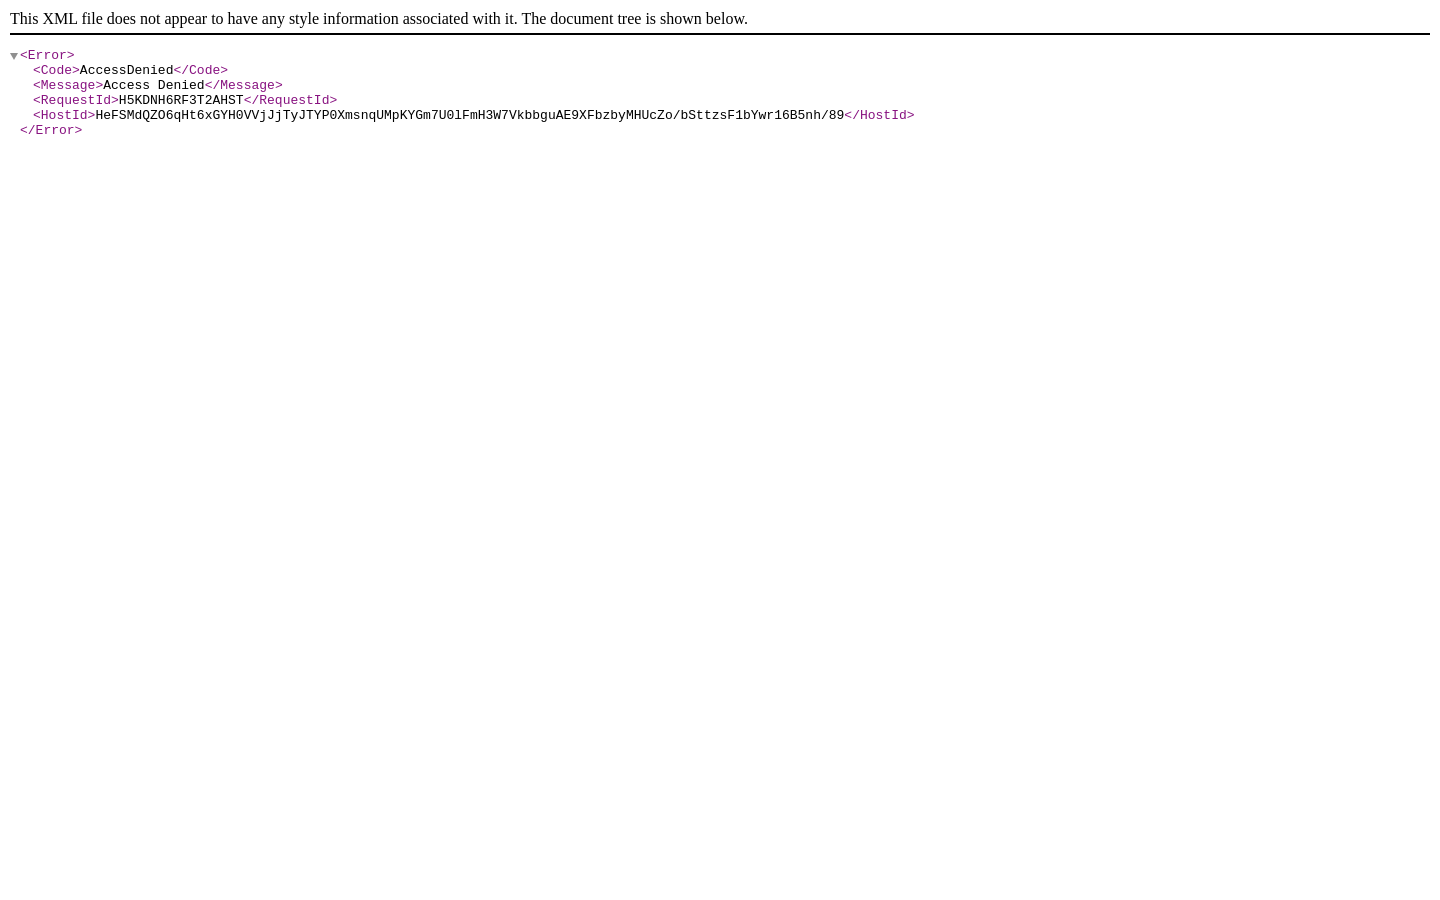 This XML file does not appear to have any style information associated with it. The document tree is shown below.
<Error>
<Code>AccessDenied</Code>
<Message>Access Denied</Message>
<RequestId>H5KDNH6RF3T2AHST</RequestId>
<HostId>HeFSMdQZO6qHt6xGYH0VVjJjTyJTYP0XmsnqUMpKYGm7U0lFmH3W7VkbbguAE9XFbzbyMHUcZo/bSttzsF1bYwr16B5nh/89</HostId>
</Error>